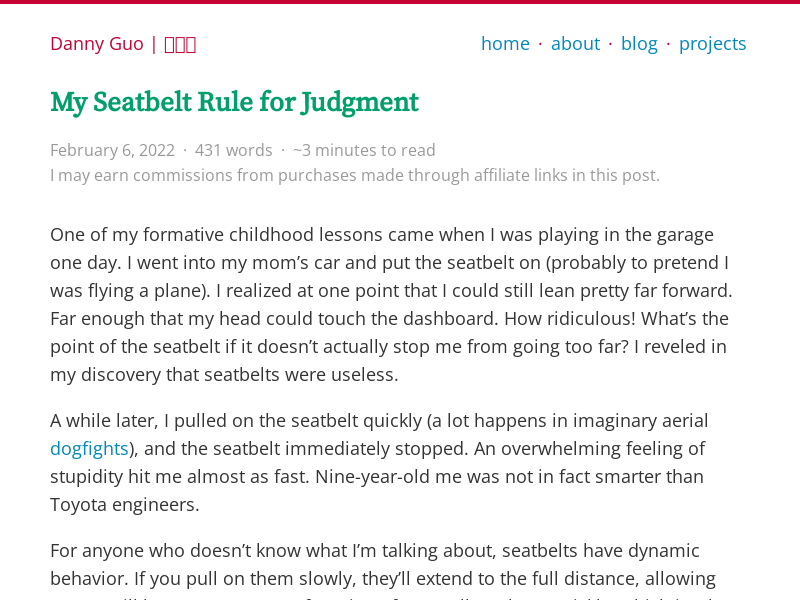 Danny Guo |
home · about · blog · projects
My Seatbelt Rule for Judgment
February 6, 2022 · 431 words · ~3 minutes to read
I may earn commissions from purchases made through affiliate links in this post.
One of my formative childhood lessons came when I was playing in the garage
one day. I went into my mom’s car and put the seatbelt on (probably to pretend I
was flying a plane). I realized at one point that I could still lean pretty far forward.
Far enough that my head could touch the dashboard. How ridiculous! What’s the
point of the seatbelt if it doesn’t actually stop me from going too far? I reveled in
my discovery that seatbelts were useless.
A while later, I pulled on the seatbelt quickly (a lot happens in imaginary aerial
dogfights), and the seatbelt immediately stopped. An overwhelming feeling of
stupidity hit me almost as fast. Nine-year-old me was not in fact smarter than
Toyota engineers.
For anyone who doesn’t know what I’m talking about, seatbelts have dynamic
behavior. If you pull on them slowly, they’ll extend to the full distance, allowing